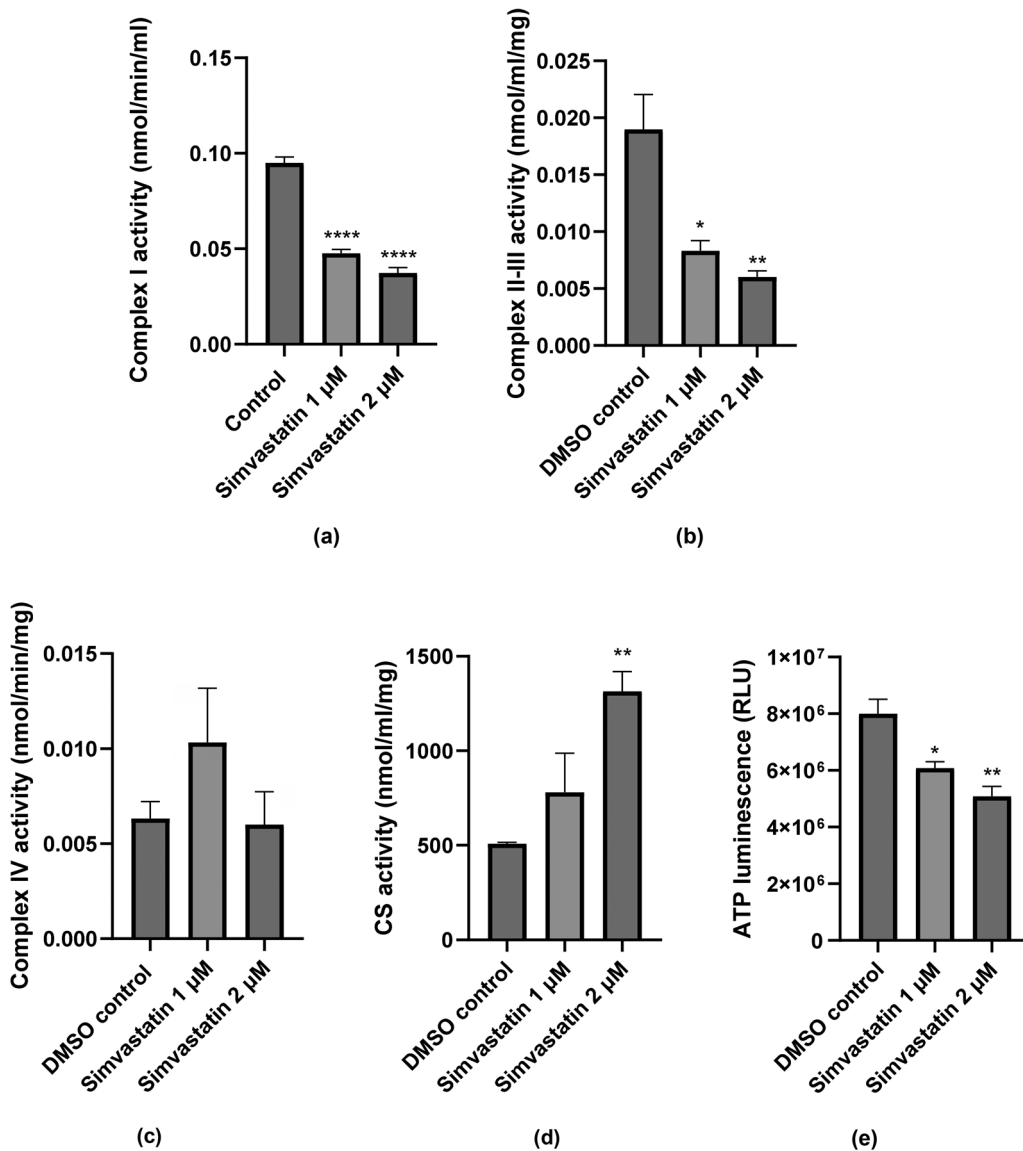 Complex I activity (nmol/min/ml)
0.15
0.10
0.05
0.00
****
****
Control
Simvastatin 1 µM
Simvastatin 2 µM
(a)
Complex II-III activity (nmol/ml/mg)
0.025
0.020
0.015
0.010
0.005
0.000
*
**
DMSO control
Simvastatin 1 µM
Simvastatin 2 µM
(b)
Complex IV activity (nmol/min/mg)
0.015
0.010
0.005
0.000
DMSO control
Simvastatin 1 µM
Simvastatin 2 µM
(c)
CS activity (nmol/ml/mg)
1500
1000
500
0
**
DMSO control
Simvastatin 1 µM
Simvastatin 2 µM
(d)
ATP luminescence (RLU)
1×10⁷
8×10⁶
6×10⁶
4×10⁶
2×10⁶
0
*
**
DMSO control
Simvastatin 1 µM
Simvastatin 2 µM
(e)